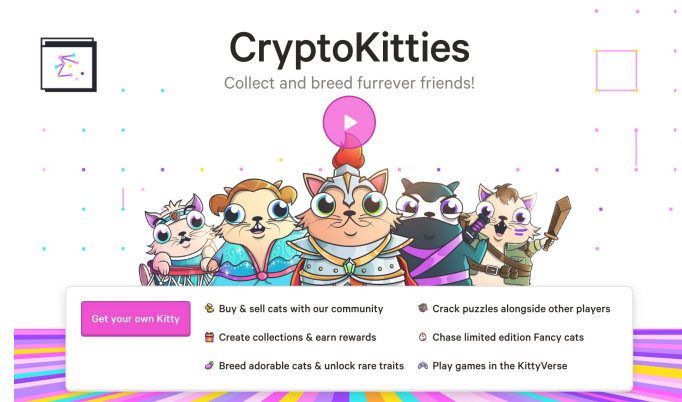 CryptoKitties
Collect and breed furrever friends!
Get your own Kitty
Buy & sell cats with our community
Create collections & earn rewards
Breed adorable cats & unlock rare traits
Crack puzzles alongside other players
Chase limited edition Fancy cats
Play games in the KittyVerse